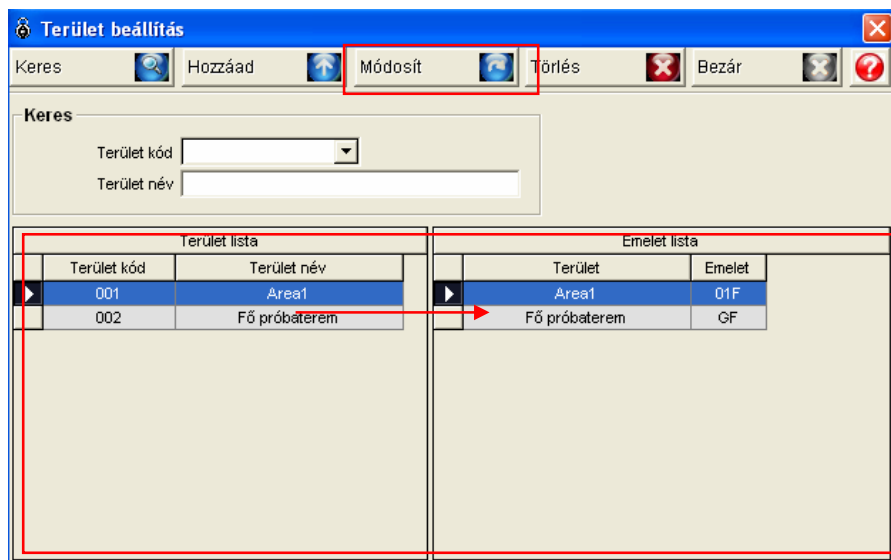 Terület beállítás
Keres Hozzáad Módosít Törlés Bezár
Keres
Terület kód
Terület név
Terület lista Emelet lista
Terület kód Terület név Terület Emelet
001 Area1 Area1 01F
002 Fő próbaterem Fő próbaterem GF